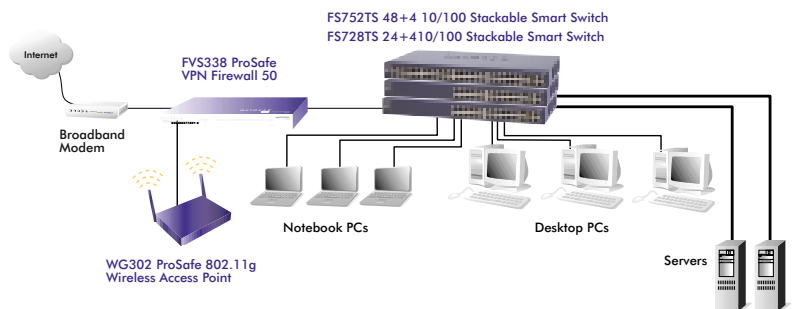 FS752TS 48+4 10/100 Stackable Smart Switch
FS728TS 24+410/100 Stackable Smart Switch
Internet
FVS338 ProSafe
VPN Firewall 50
Broadband
Modem
Notebook PCs
Desktop PCs
Servers
WG302 ProSafe 802.11g
Wireless Access Point